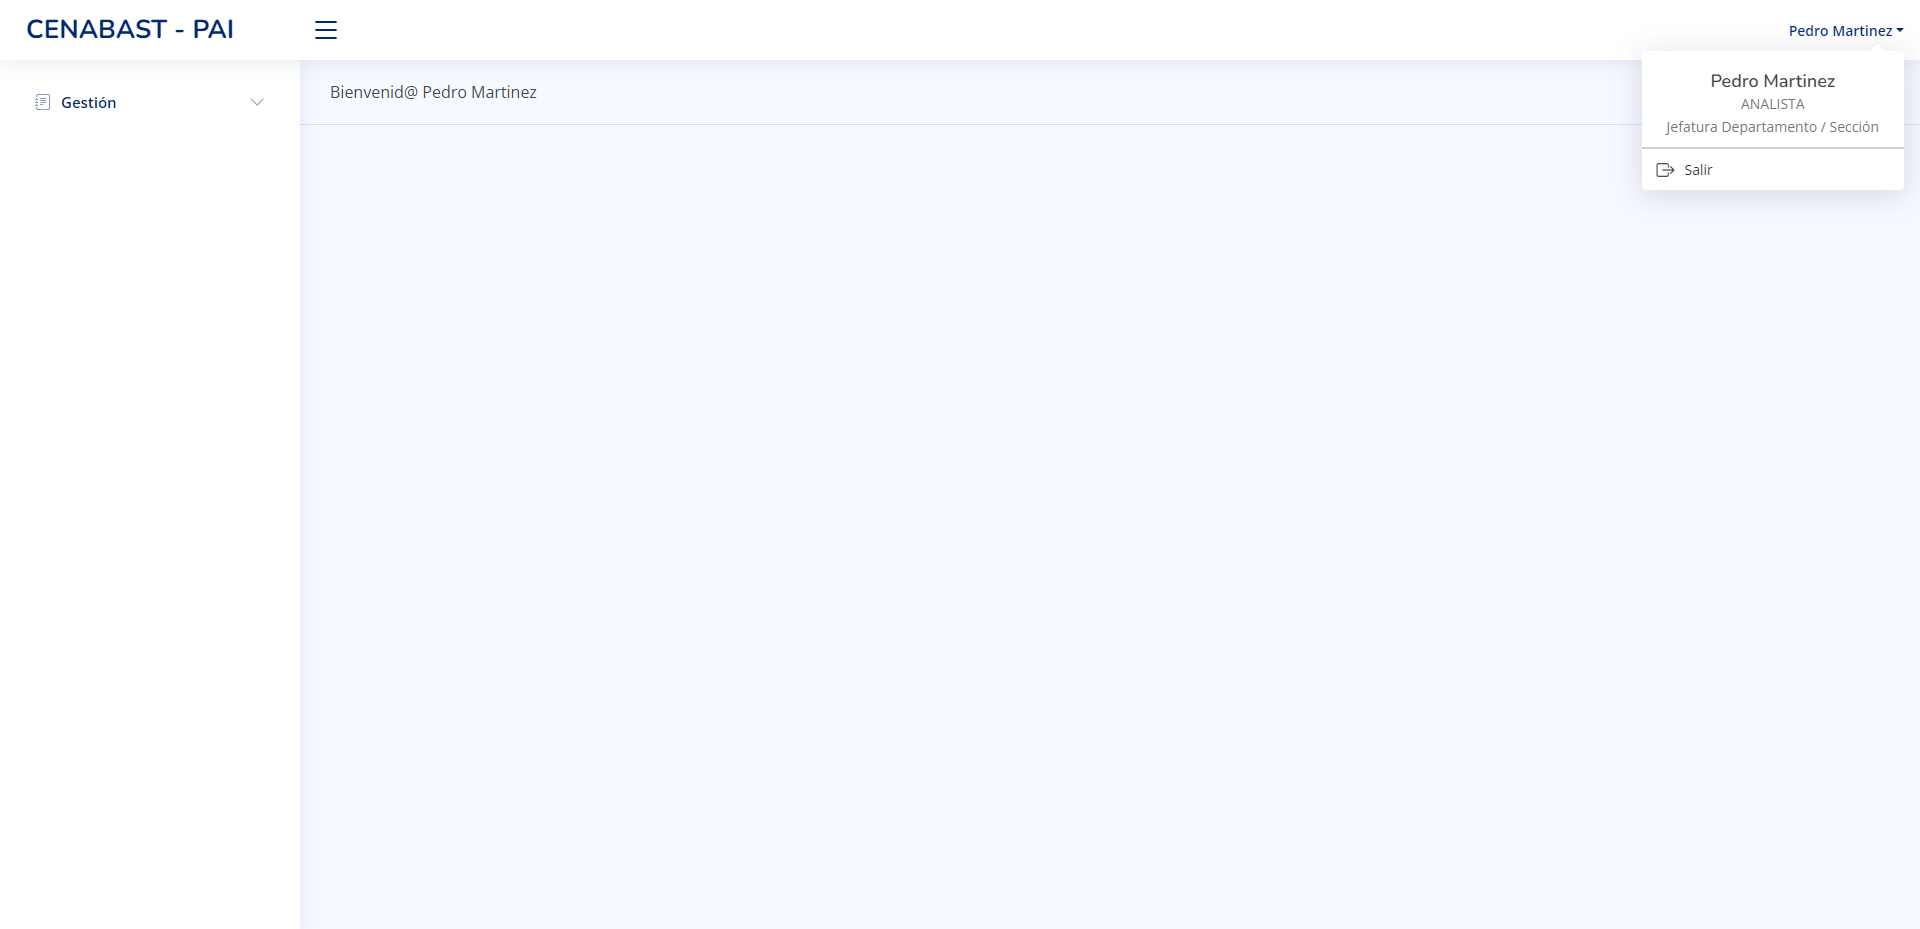 CENABAST - PAI
Pedro Martinez
Gestión
Bienvenid@ Pedro Martinez
Pedro Martinez
ANALISTA
Jefatura Departamento / Sección
Salir